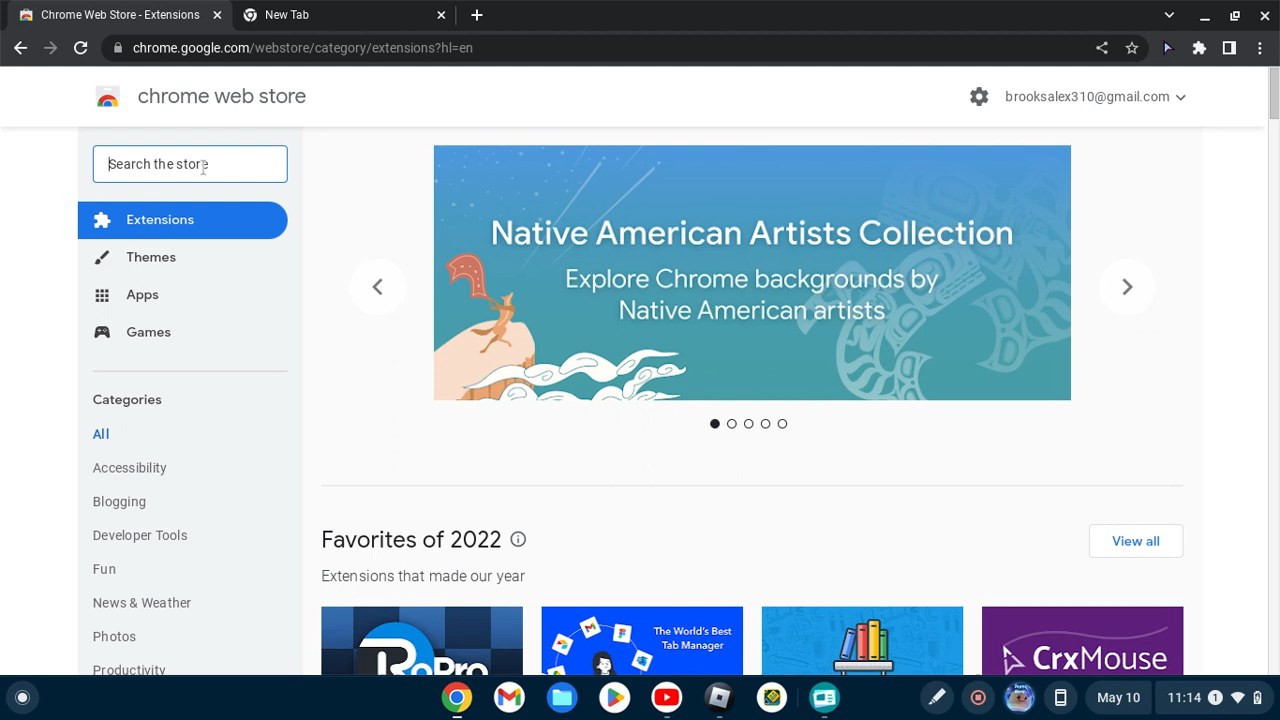 Chrome Web Store - Extensions
New Tab
chrome.google.com/webstore/category/extensions?hl=en
chrome web store
brooksalex310@gmail.com
Search the store
Extensions
Themes
Apps
Games
Categories
All
Accessibility
Blogging
Developer Tools
Fun
News & Weather
Photos
Productivity
Native American Artists Collection
Explore Chrome backgrounds by
Native American artists
Favorites of 2022
View all
Extensions that made our year
RoPro
The World's Best
Tab Manager
CrxMouse
May 10
11:14
1